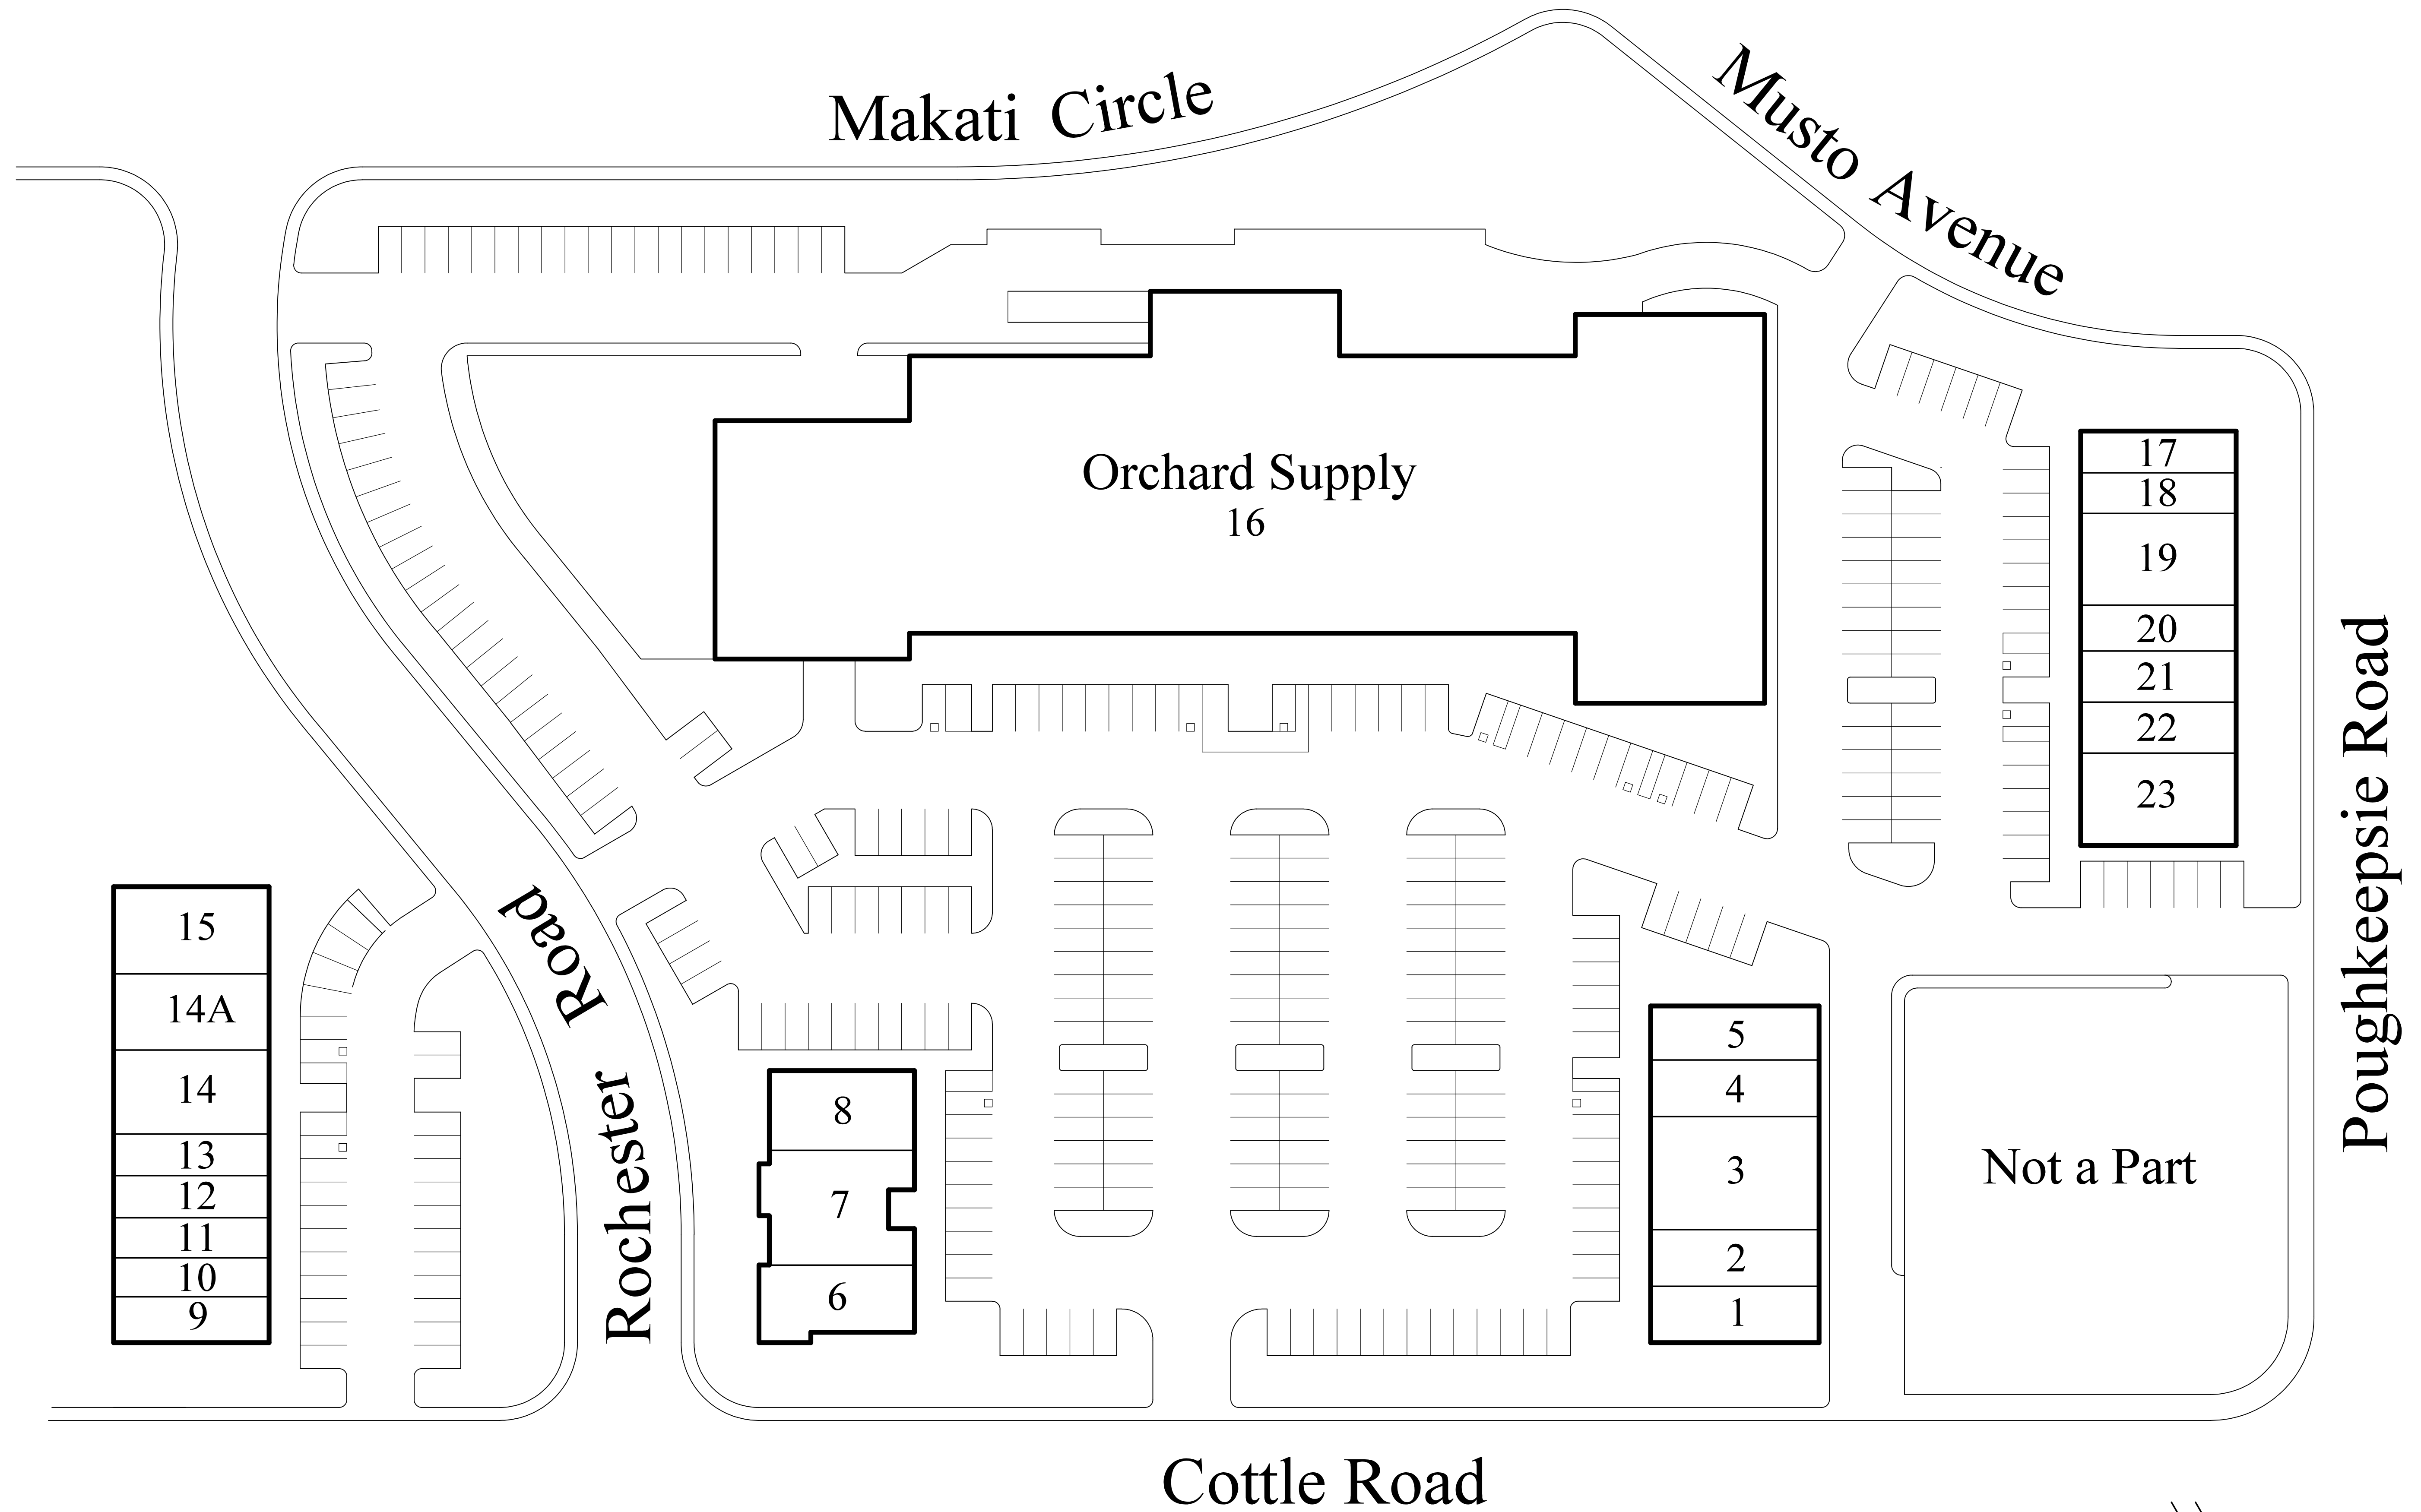 Makati Circle
Musto Avenue
Orchard Supply
16
17
18
19
20
21
22
23
Poughkeepsie Road
15
14A
14
13
12
11
10
9
Rochester Road
8
7
6
5
4
3
2
1
Not a Part
Cottle Road